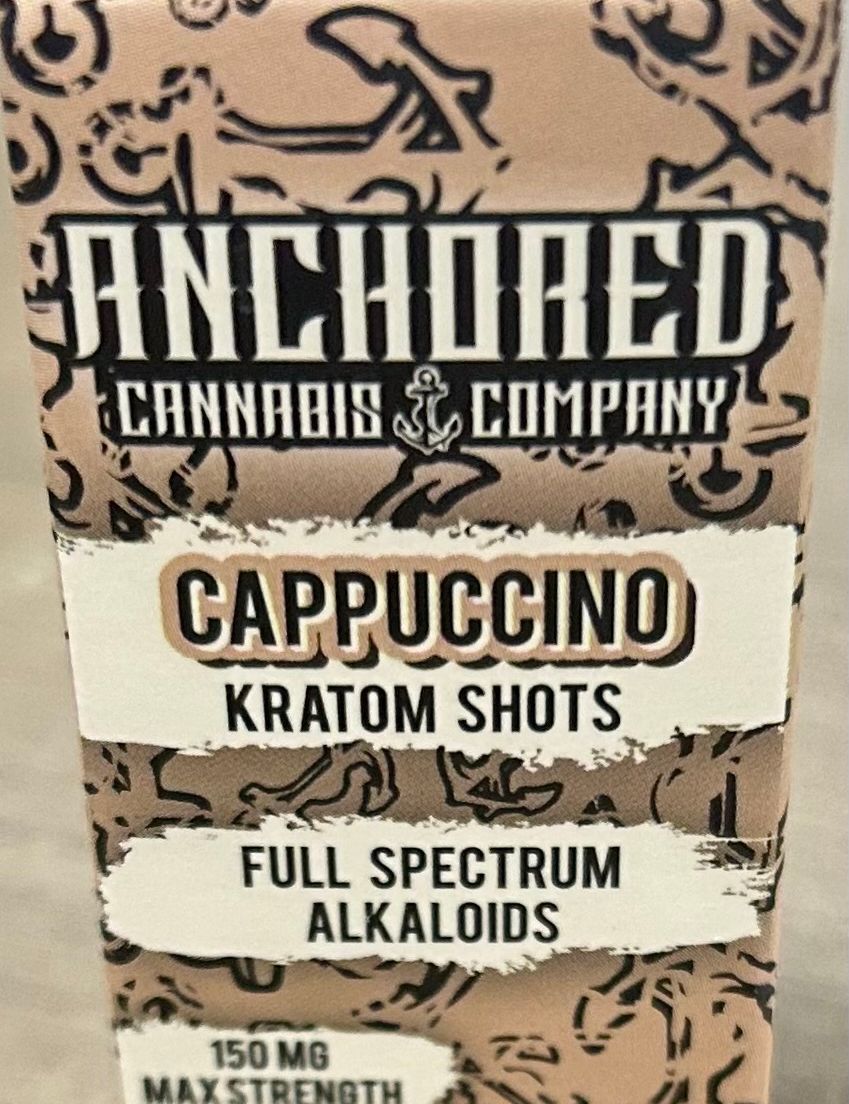 ANCHORED
CANNABIS COMPANY
CAPPUCCINO
KRATOM SHOTS
FULL SPECTRUM
ALKALOIDS
150 MG
MAX STRENGTH